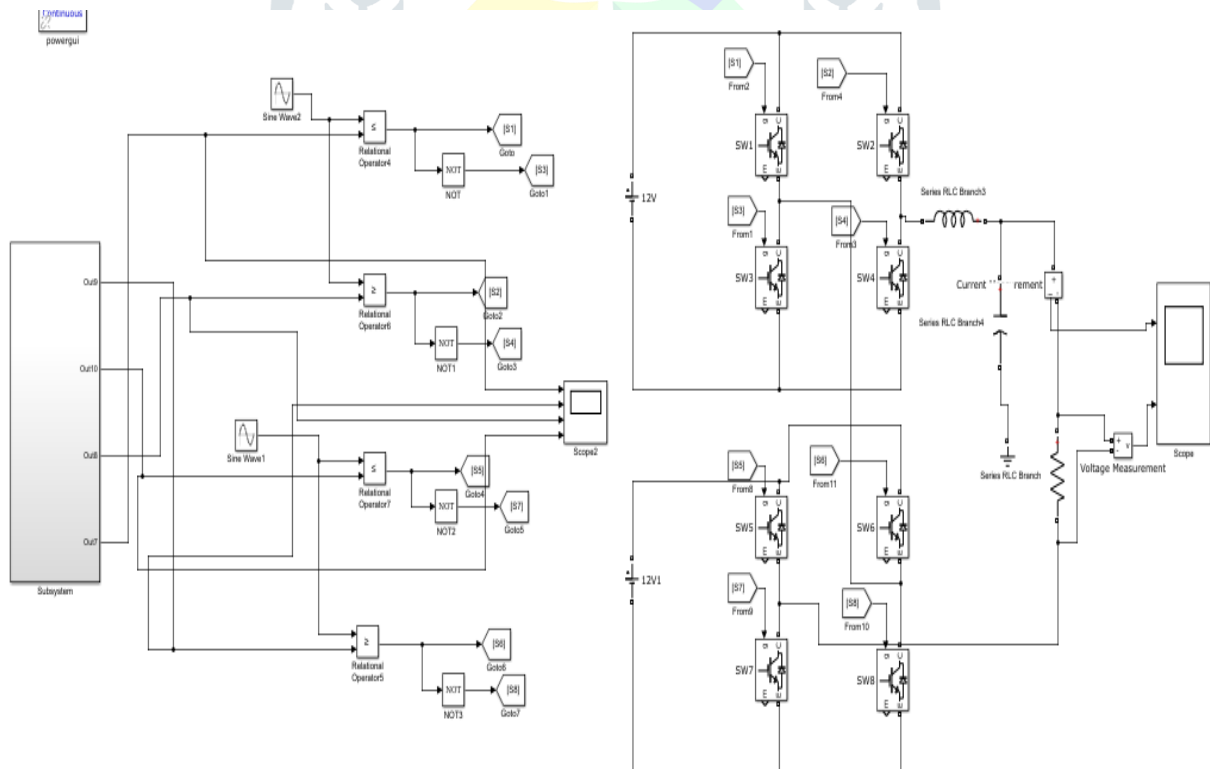 Continuous
powergui
Sine Wave2
≤
Relational
Operator4
[S1]
Goto
NOT
NOT
[S3]
Goto1
Out9
Out10
Out8
Out7
Subsystem
≥
Relational
Operator6
[S2]
Goto2
NOT
NOT1
[S4]
Goto3
Scope2
Sine Wave1
≤
Relational
Operator7
[S5]
Goto4
NOT
NOT2
[S7]
Goto5
≥
Relational
Operator5
[S6]
Goto6
NOT
NOT3
[S8]
Goto7
12V
[S1]
From2
[S2]
From4
g C
SW1
E
g C
SW2
E
[S3]
From1
[S4]
From3
g C
SW3
E
g C
SW4
E
Series RLC Branch3
Current
rement
+
-
Series RLC Branch4
Series RLC Branch
+
-
v
Voltage Measurement
Scope
12V1
[S5]
From8
[S6]
From11
g C
SW5
E
g C
SW6
E
[S7]
From9
[S8]
From10
g C
SW7
E
g C
SW8
E